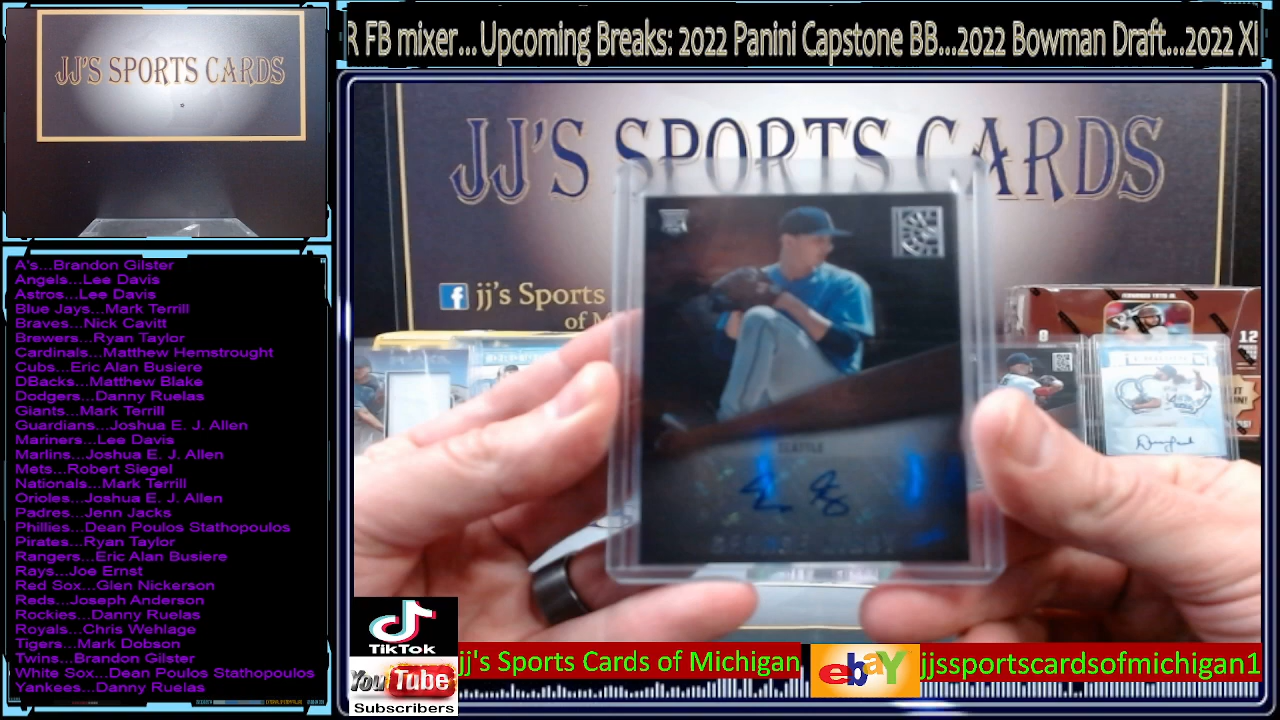 R FB mixer...Upcoming Breaks: 2022 Panini Capstone BB...2022 Bowman Draft...2022 Xi
JJ'S SPORTS CARDS
JJ'S SPORTS CARDS
jj's Sports
of M
SEATTLE
12
8
A's...Brandon Gilster
Angels...Lee Davis
Astros...Lee Davis
Blue Jays...Mark Terrill
Braves...Nick Cavitt
Brewers...Ryan Taylor
Cardinals...Matthew Hemstrought
Cubs...Eric Alan Busiere
DBacks...Matthew Blake
Dodgers...Danny Ruelas
Giants...Mark Terrill
Guardians...Joshua E. J. Allen
Mariners...Lee Davis
Marlins...Joshua E. J. Allen
Mets...Robert Siegel
Nationals...Mark Terrill
Orioles...Joshua E. J. Allen
Padres...Jenn Jacks
Phillies...Dean Poulos Stathopoulos
Pirates...Ryan Taylor
Rangers...Eric Alan Busiere
Rays...Joe Ernst
Red Sox...Glen Nickerson
Reds...Joseph Anderson
Rockies...Danny Ruelas
Royals...Chris Wehlage
Tigers...Mark Dobson
Twins...Brandon Gilster
White Sox...Dean Poulos Stathopoulos
Yankees...Danny Ruelas
TikTok
YouTube
Subscribers
jj's Sports Cards of Michigan
ebaY
jjssportscardsofmichigan1